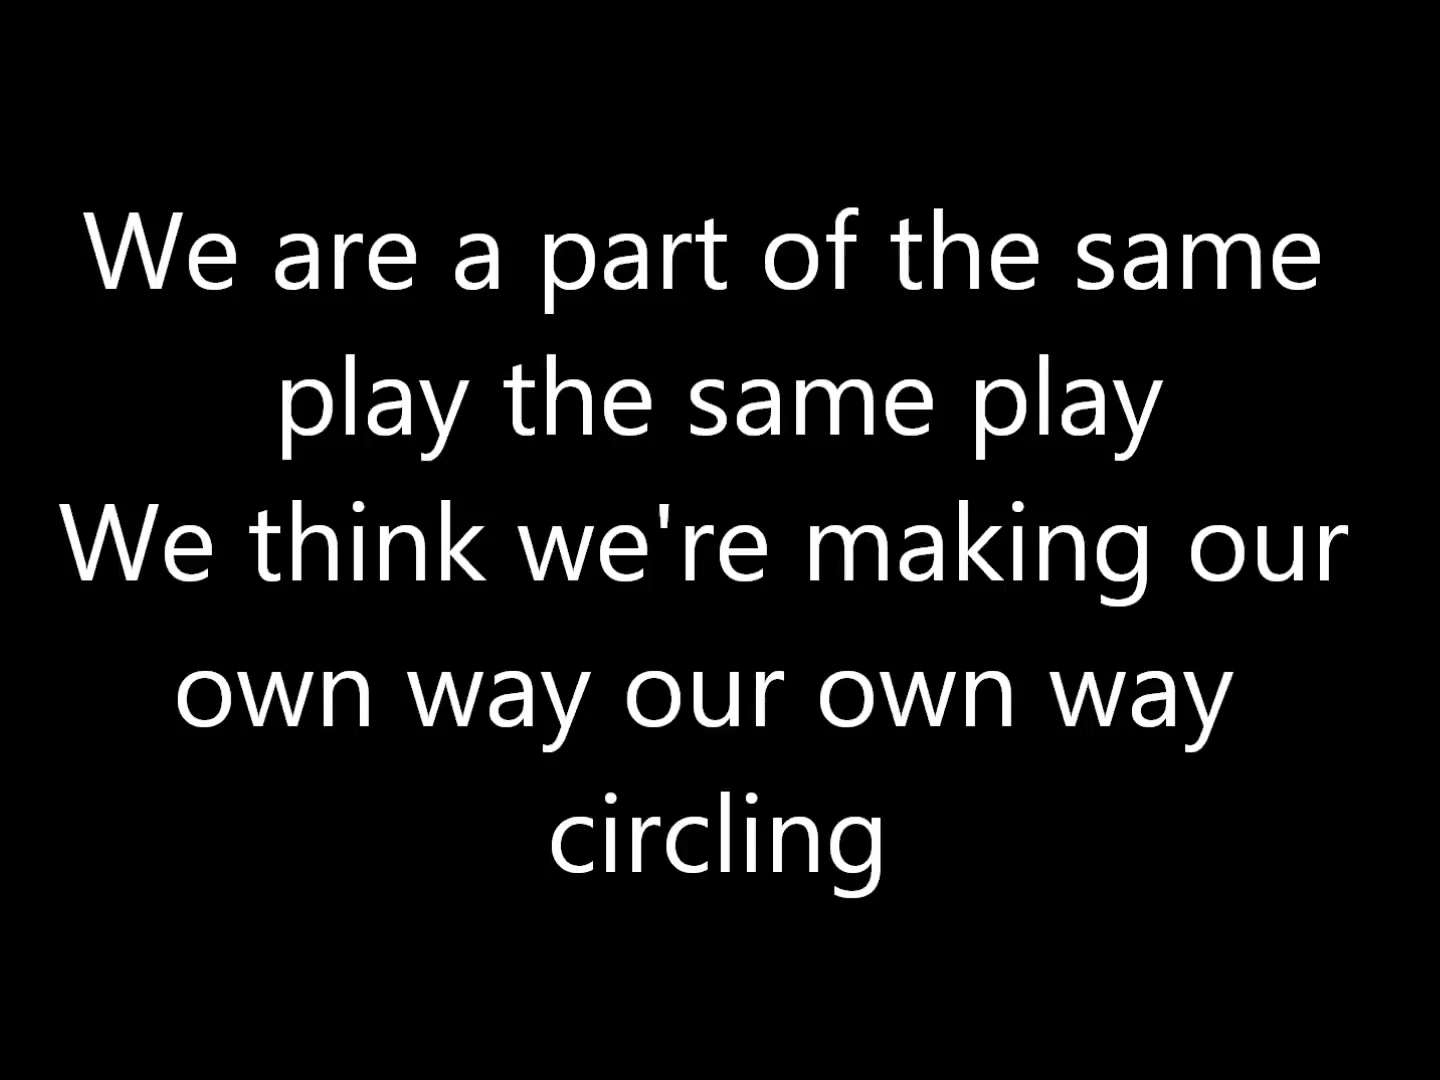 We are a part of the same
play the same play
We think we're making our
own way our own way
circling